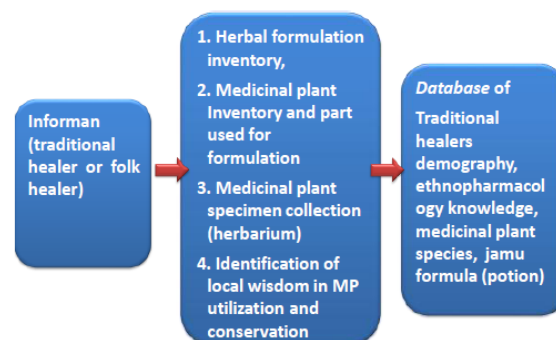 Informan
(traditional
healer or folk
healer)
1. Herbal formulation
inventory,
2. Medicinal plant
Inventory and part
used for
formulation
3. Medicinal plant
specimen collection
(herbarium)
4. Identification of
local wisdom in MP
utilization and
conservation
Database of
Traditional
healers
demography,
ethnopharmacol
ogy knowledge,
medicinal plant
species, jamu
formula (potion)